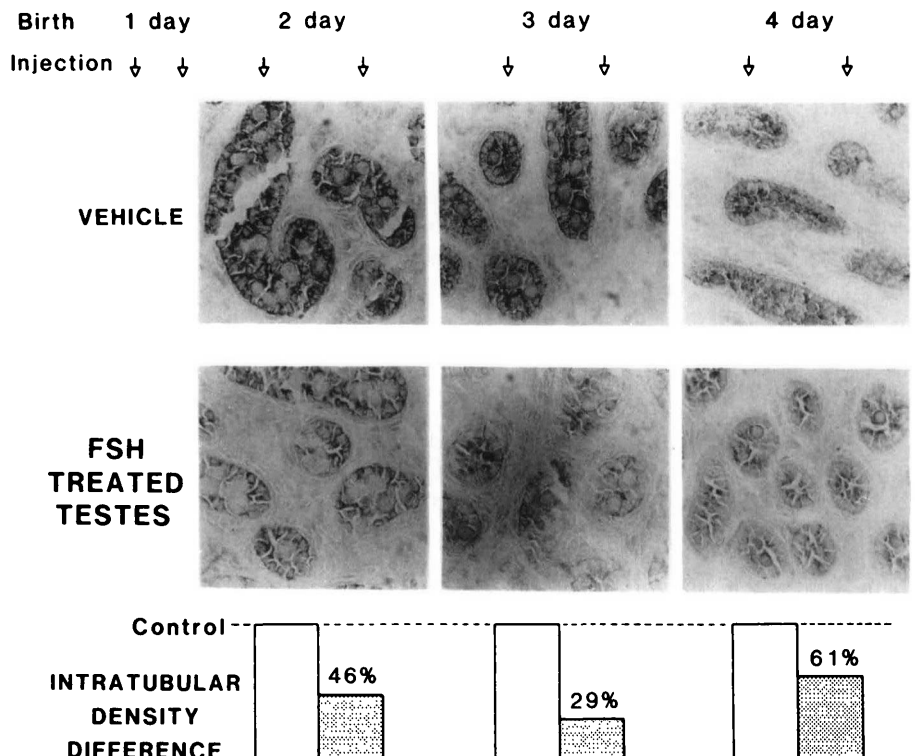 Birth 1 day 2 day 3 day 4 day
Injection
VEHICLE
FSH
TREATED
TESTES
Control
46%
29%
61%
INTRATUBULAR
DENSITY
DIFFERENCE